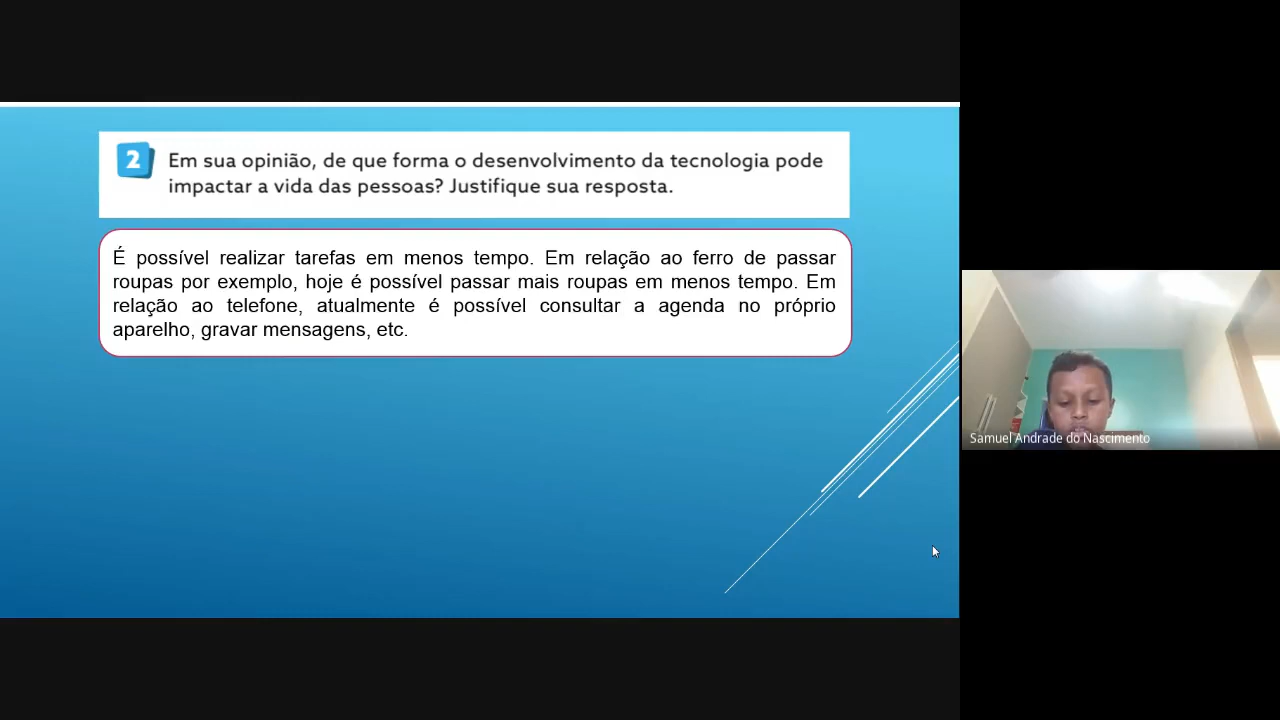 2
Em sua opinião, de que forma o desenvolvimento da tecnologia pode
impactar a vida das pessoas? Justifique sua resposta.
É possível realizar tarefas em menos tempo. Em relação ao ferro de passar
roupas por exemplo, hoje é possível passar mais roupas em menos tempo. Em
relação ao telefone, atualmente é possível consultar a agenda no próprio
aparelho, gravar mensagens, etc.
Samuel Andrade do Nascimento